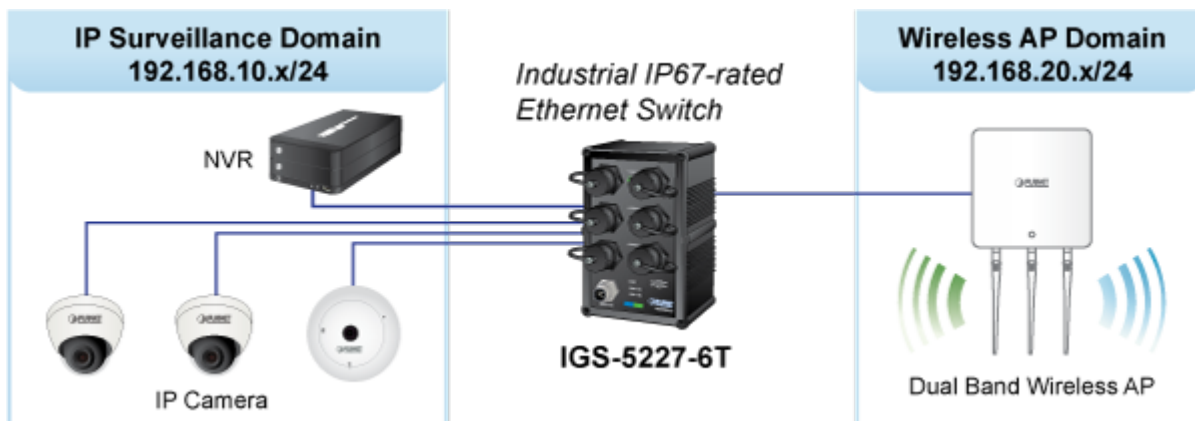 IP Surveillance Domain
192.168.10.x/24
NVR
IP Camera
Industrial IP67-rated
Ethernet Switch
IGS-5227-6T
Wireless AP Domain
192.168.20.x/24
PLANET
Dual Band Wireless AP